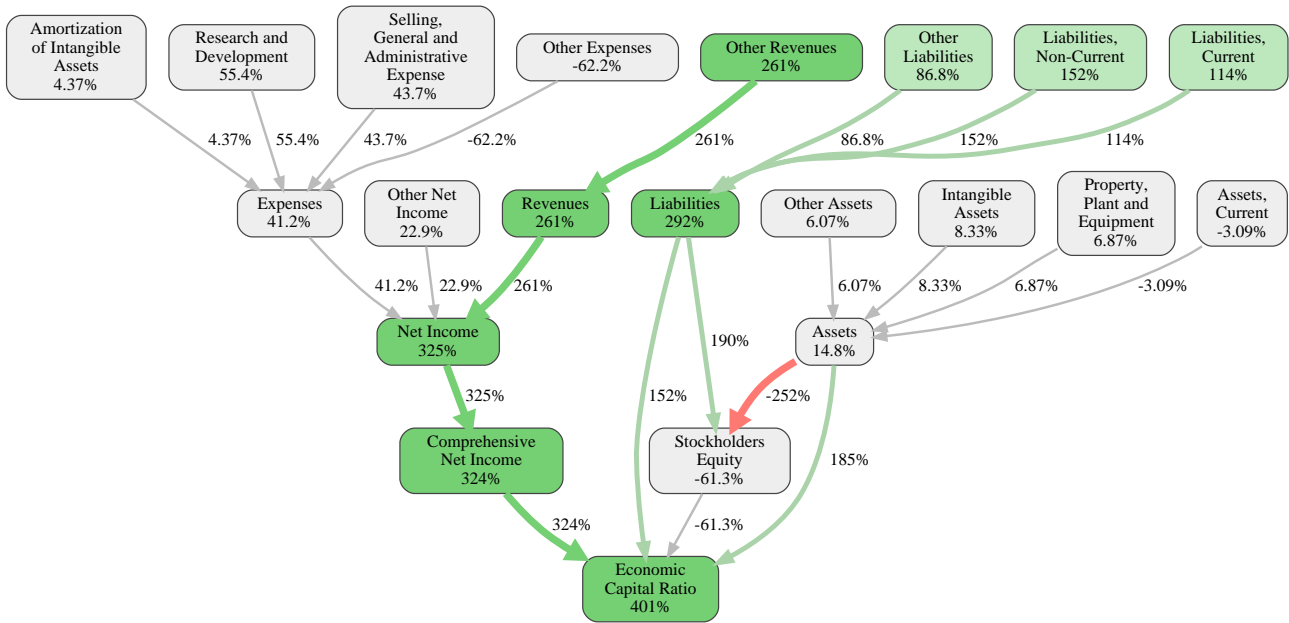 Amortization
of Intangible
Assets
4.37%
Research and
Development
55.4%
Selling,
General and
Administrative
Expense
43.7%
Other Expenses
-62.2%
Other Revenues
261%
Other
Liabilities
86.8%
Liabilities,
Non-Current
152%
Liabilities,
Current
114%
4.37%
55.4%
43.7%
-62.2%
261%
86.8%
152%
114%
Expenses
41.2%
Other Net
Income
22.9%
Revenues
261%
Liabilities
292%
Other Assets
6.07%
Intangible
Assets
8.33%
Property,
Plant and
Equipment
6.87%
Assets,
Current
-3.09%
41.2%
22.9%
261%
6.07%
8.33%
6.87%
-3.09%
Net Income
325%
190%
Assets
14.8%
325%
152%
-252%
Comprehensive
Net Income
324%
Stockholders
Equity
-61.3%
185%
324%
-61.3%
Economic
Capital Ratio
401%